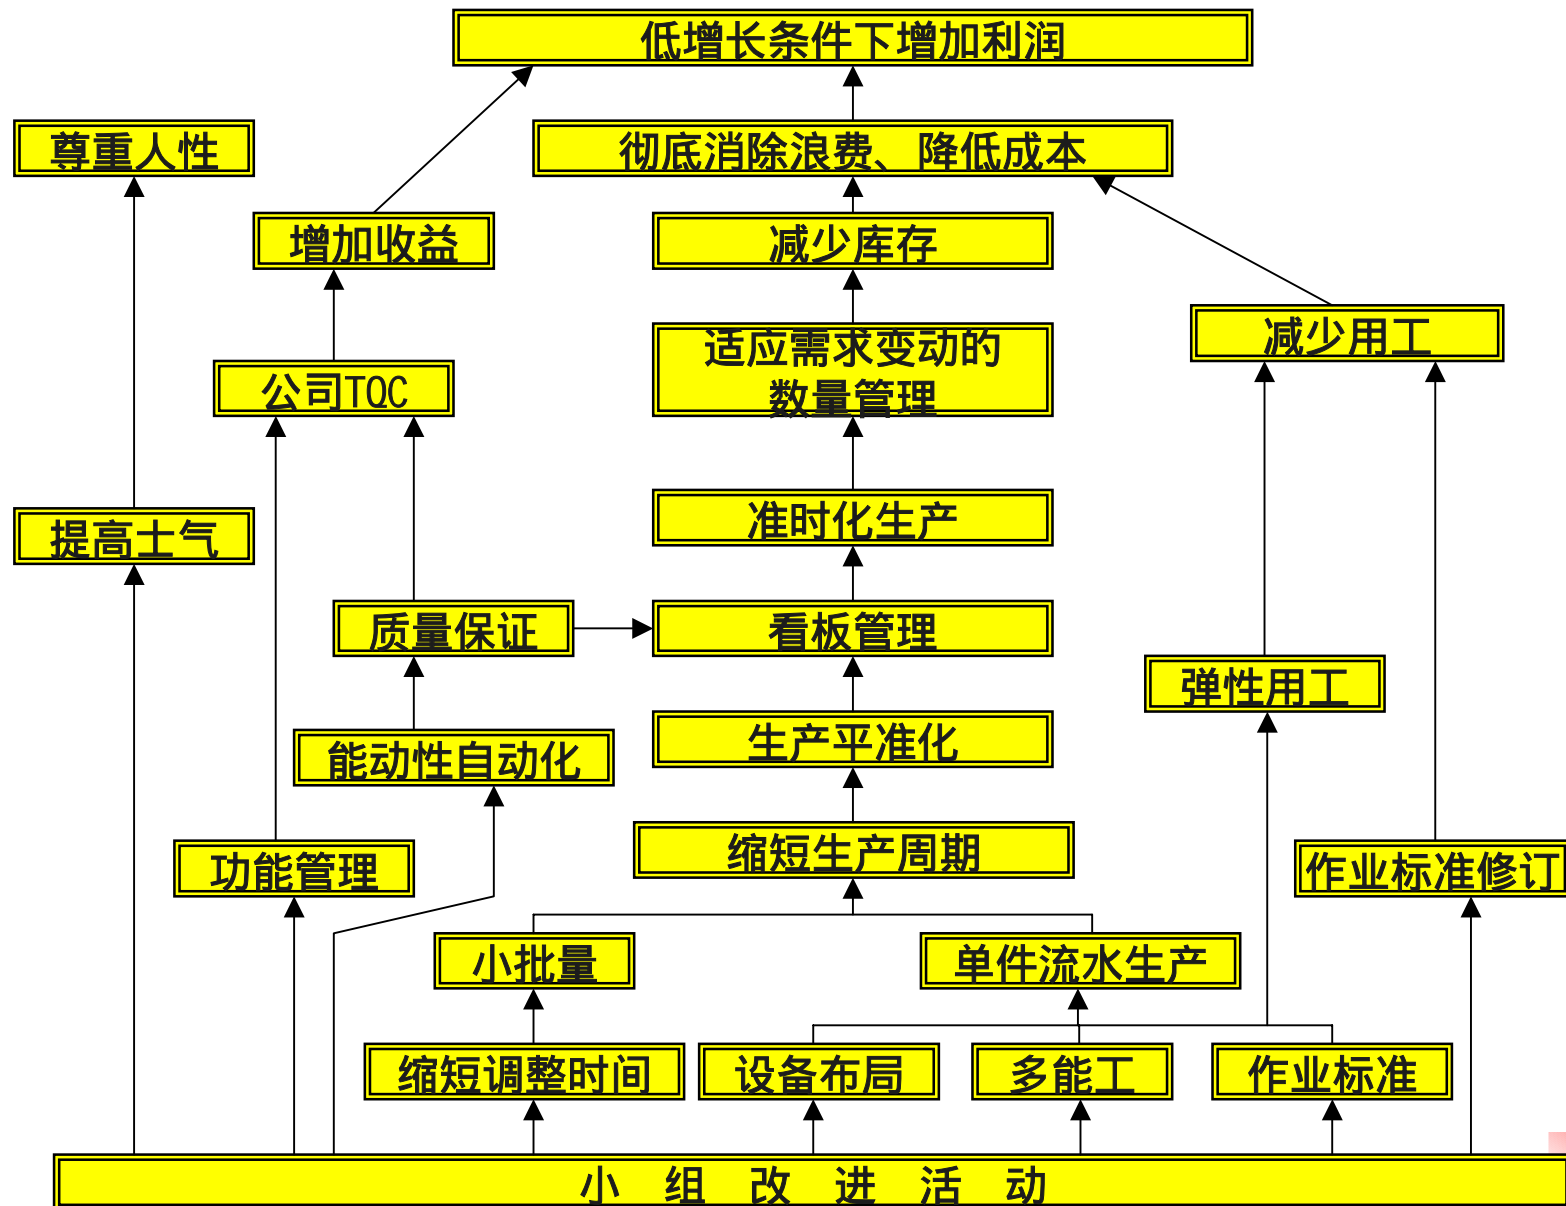 低增长条件下增加利润
尊重人性
彻底消除浪费、降低成本
增加收益
减少库存
减少用工
适应需求变动的
数量管理
公司TQC
准时化生产
提高士气
质量保证
看板管理
弹性用工
生产平准化
能动性自动化
缩短生产周期
功能管理
作业标准修订
小批量
单件流水生产
缩短调整时间
设备布局
多能工
作业标准
小 组 改 进 活 动